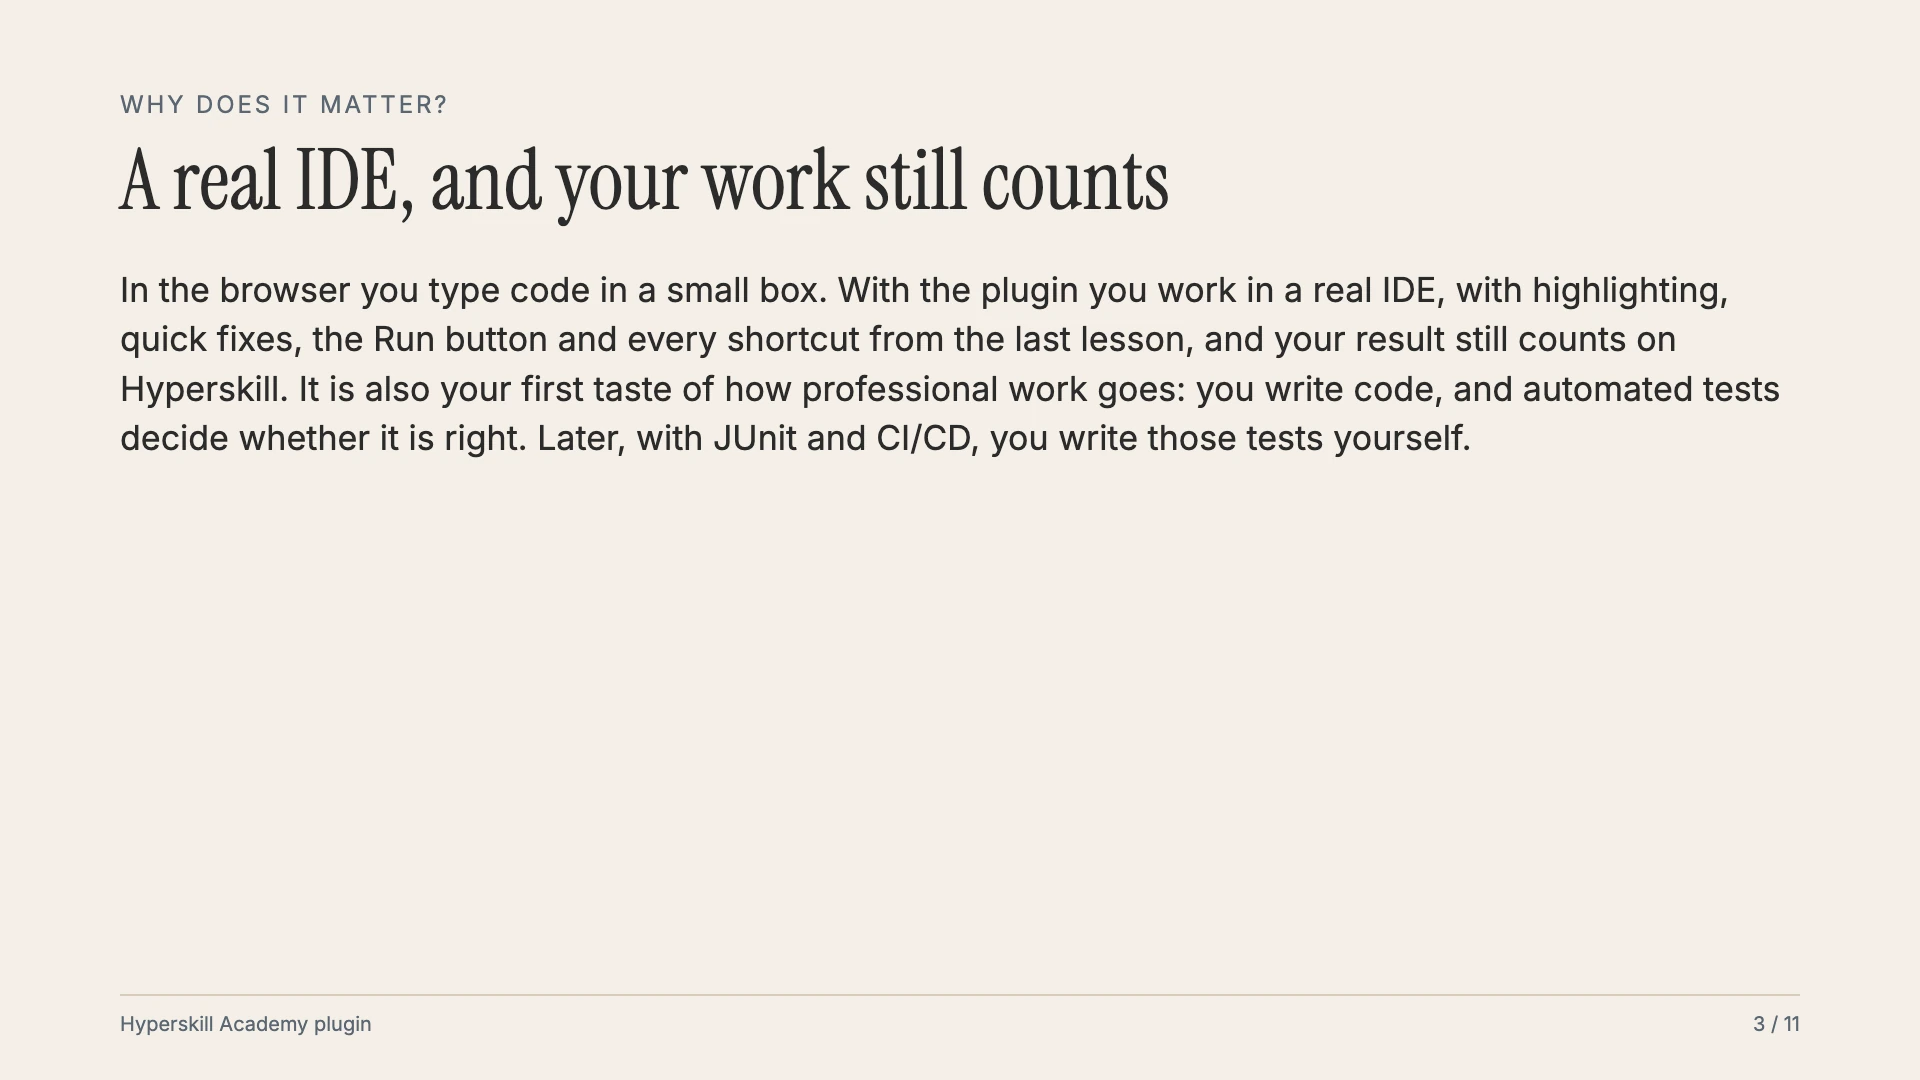 WHY DOES IT MATTER?
A real IDE, and your work still counts
In the browser you type code in a small box. With the plugin you work in a real IDE, with highlighting,
quick fixes, the Run button and every shortcut from the last lesson, and your result still counts on
Hyperskill. It is also your first taste of how professional work goes: you write code, and automated tests
decide whether it is right. Later, with JUnit and CI/CD, you write those tests yourself.
Hyperskill Academy plugin
3 / 11